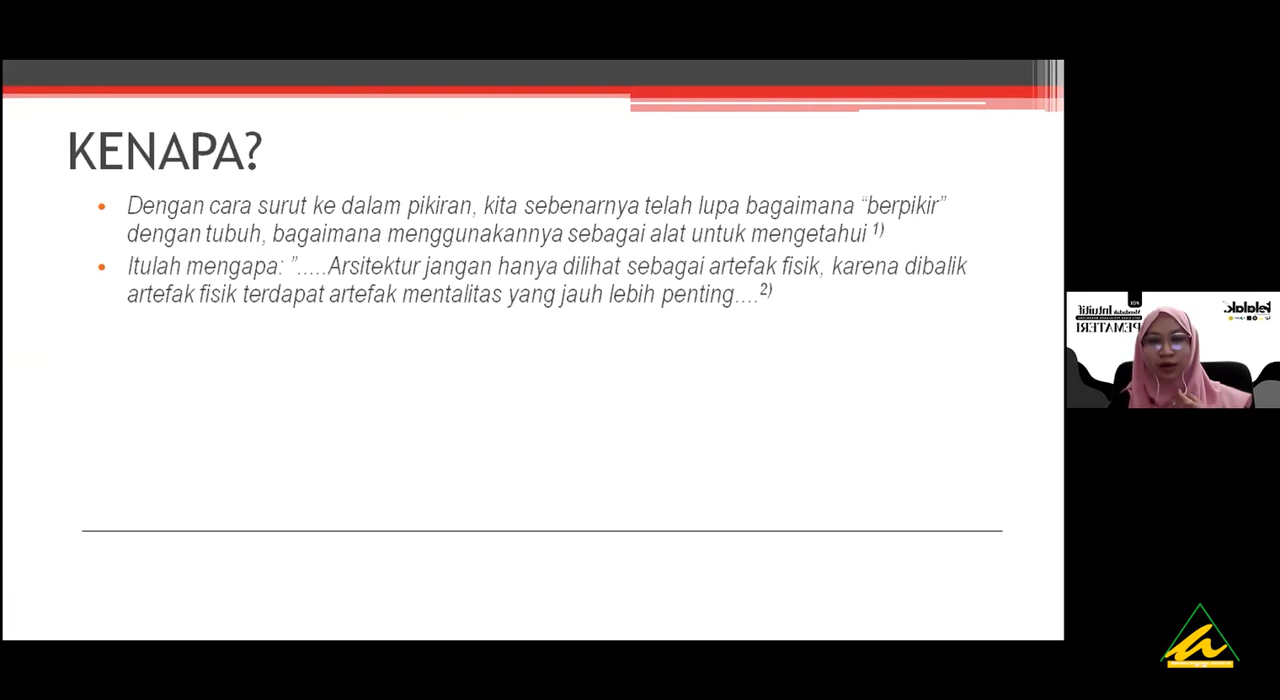 KENAPA?
• Dengan cara surut ke dalam pikiran, kita sebenarnya telah lupa bagaimana “berpikir”
dengan tubuh, bagaimana menggunakannya sebagai alat untuk mengetahui 1)
• Itulah mengapa: ”.....Arsitektur jangan hanya dilihat sebagai artefak fisik, karena dibalik
artefak fisik terdapat artefak mentalitas yang jauh lebih penting....2)
Intuitif
PEMATERI